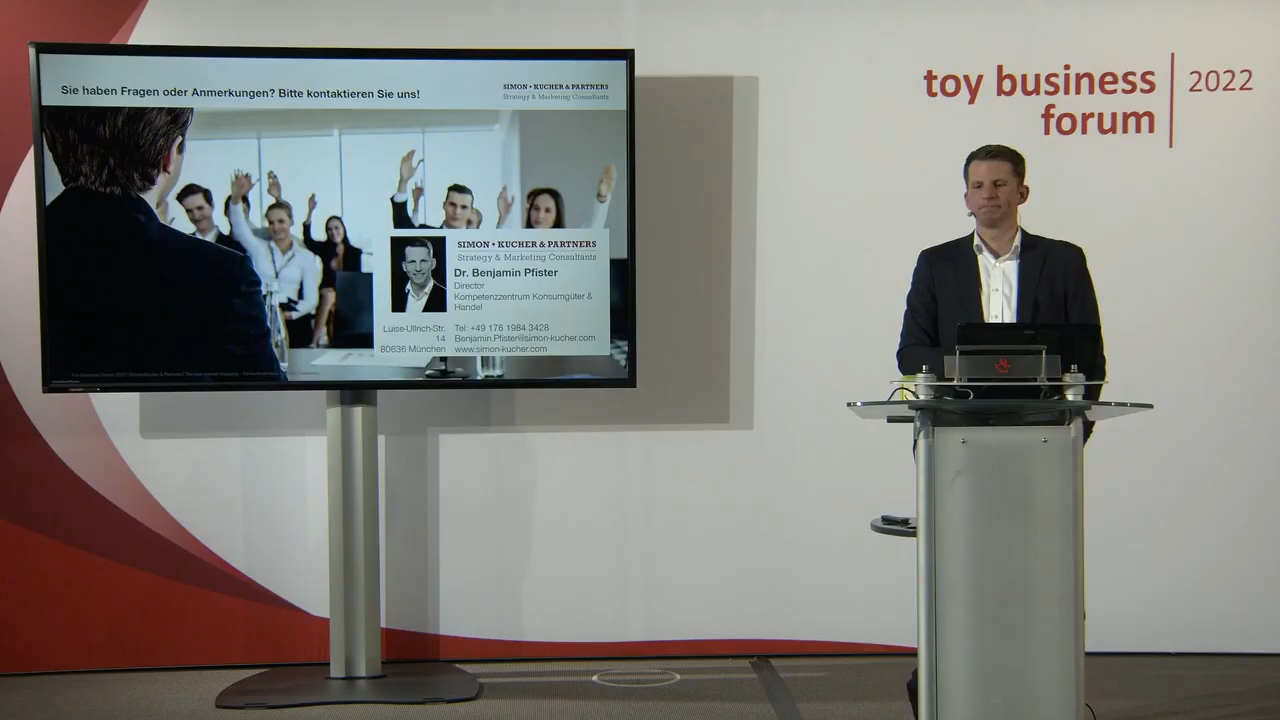 Sie haben Fragen oder Anmerkungen? Bitte kontaktieren Sie uns!
SIMON • KUCHER & PARTNERS
Strategy & Marketing Consultants
SIMON • KUCHER & PARTNERS
Strategy & Marketing Consultants
Dr. Benjamin Pfister
Director
Kompetenzzentrum Konsumgüter &
Handel
Luise-Ullrich-Str.
14
80636 München
Tel: +49 176 1984 3428
Benjamin.Pfister@simon-kucher.com
www.simon-kucher.com
toy business
forum
2022